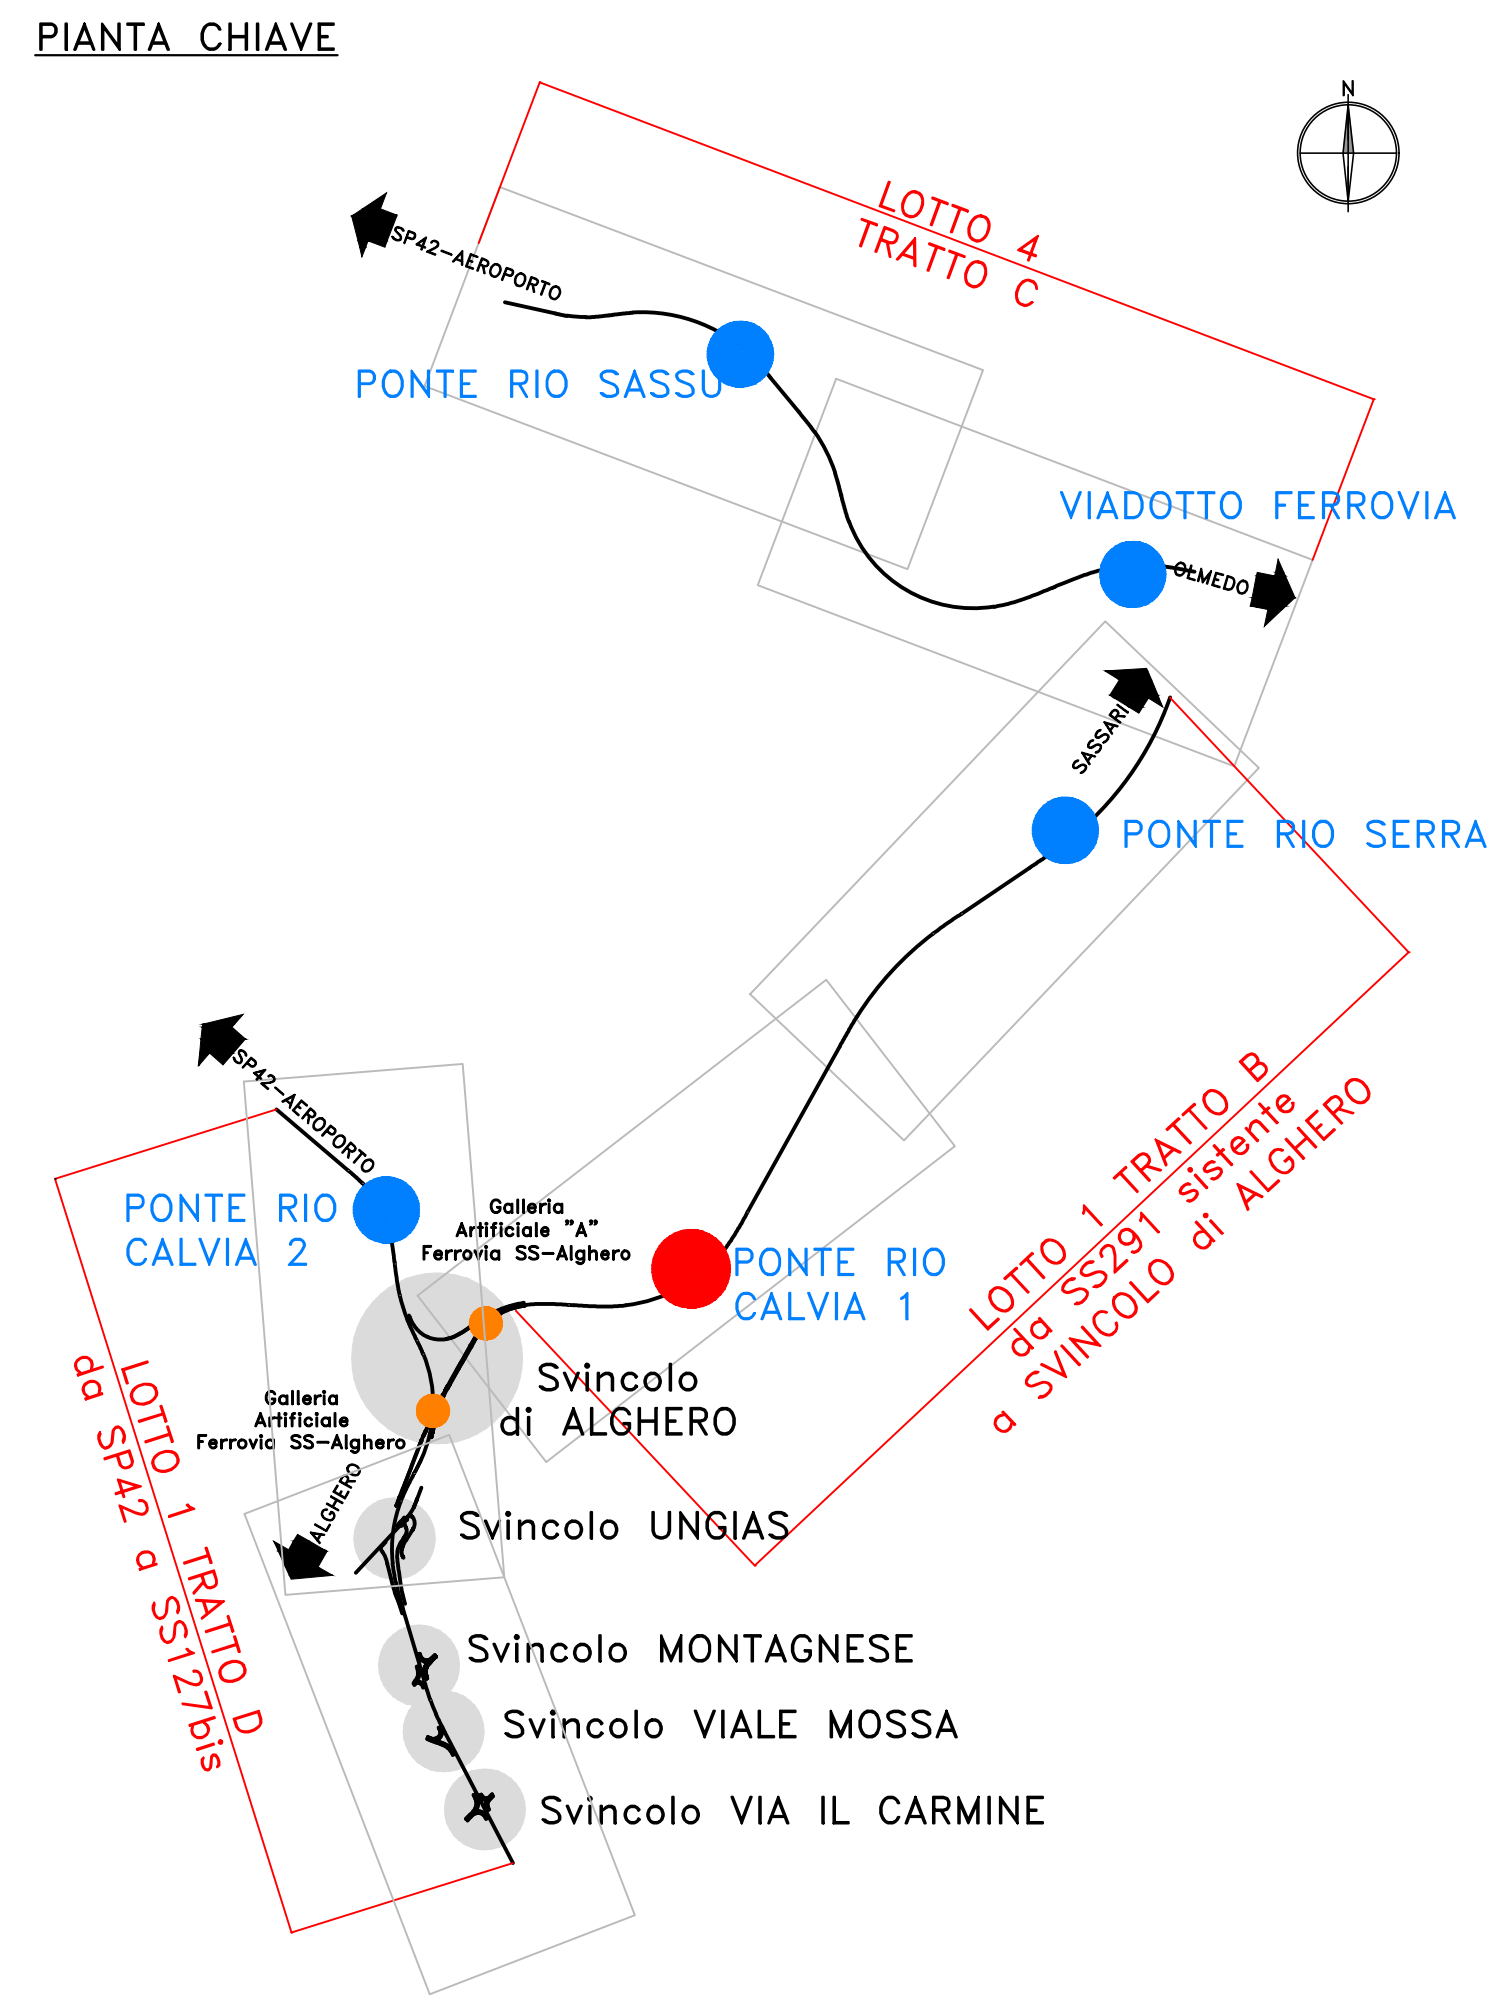 PIANTA CHIAVE
N
LOTTO 4
TRATTO C
SP42-AEROPORTO
PONTE RIO SASSU
VIADOTTO FERROVIA
OLMEDO
SASSARI
PONTE RIO SERRA
SP42-AEROPORTO
PONTE RIO
CALVIA 2
Galleria
Artificiale "A"
Ferrovia SS-Alghero
PONTE RIO
CALVIA 1
LOTTO 1 TRATTO B
da SS291 sistente
a SVINCOLO di ALGHERO
Svincolo
di ALGHERO
Galleria
Artificiale
Ferrovia SS-Alghero
ALGHERO
LOTTO 1 TRATTO D
da SP42 a SS127bis
Svincolo UNGIAS
Svincolo MONTAGNESE
Svincolo VIALE MOSSA
Svincolo VIA IL CARMINE